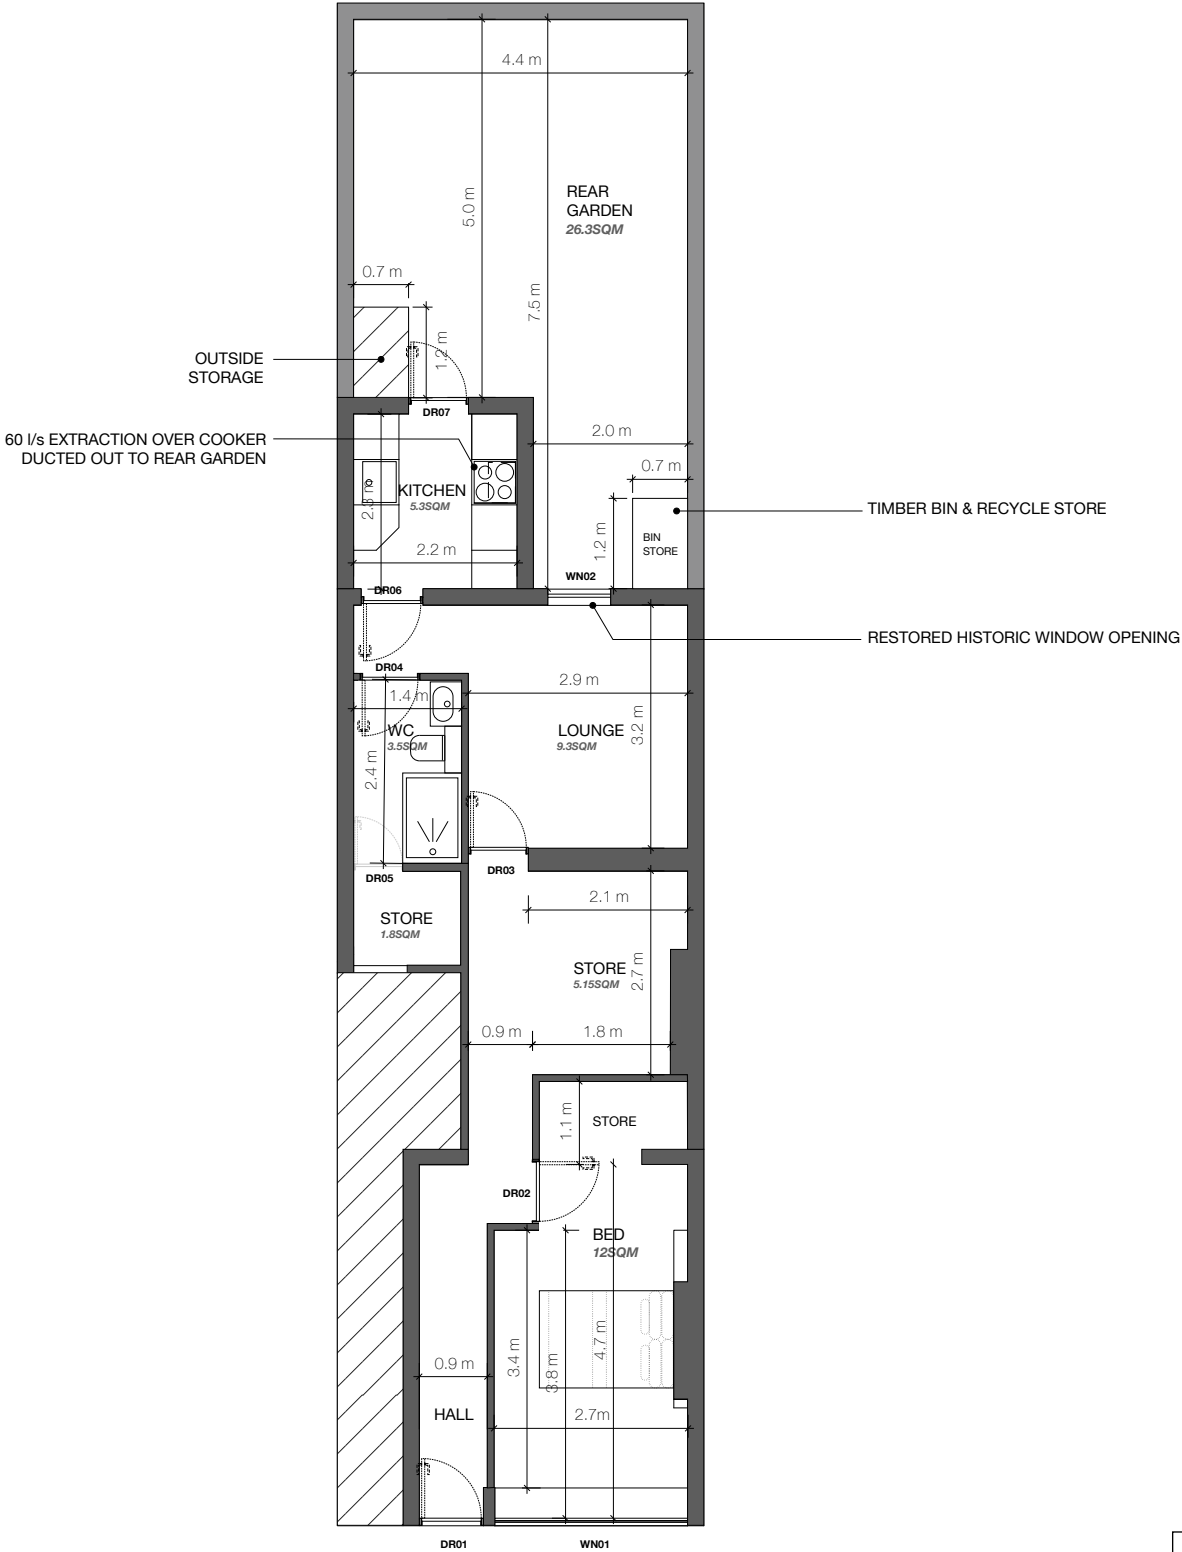 4.4 m
REAR
GARDEN
26.3SQM
5.0 m
7.5 m
0.7 m
1.2 m
OUTSIDE
STORAGE
DR07
60 l/s EXTRACTION OVER COOKER
DUCTED OUT TO REAR GARDEN
2.0 m
0.7 m
KITCHEN
5.3SQM
2.3 m
TIMBER BIN & RECYCLE STORE
BIN
STORE
1.2 m
2.2 m
WN02
DR06
RESTORED HISTORIC WINDOW OPENING
DR04
2.9 m
1.4 m
WC
3.5SQM
LOUNGE
9.3SQM
3.2 m
2.4 m
DR05
DR03
2.1 m
STORE
1.8SQM
STORE
5.15SQM
2.7 m
0.9 m
1.8 m
1.1 m
STORE
DR02
BED
12SQM
4.7 m
3.4 m
3.8 m
0.9 m
HALL
2.7m
DR01
WN01